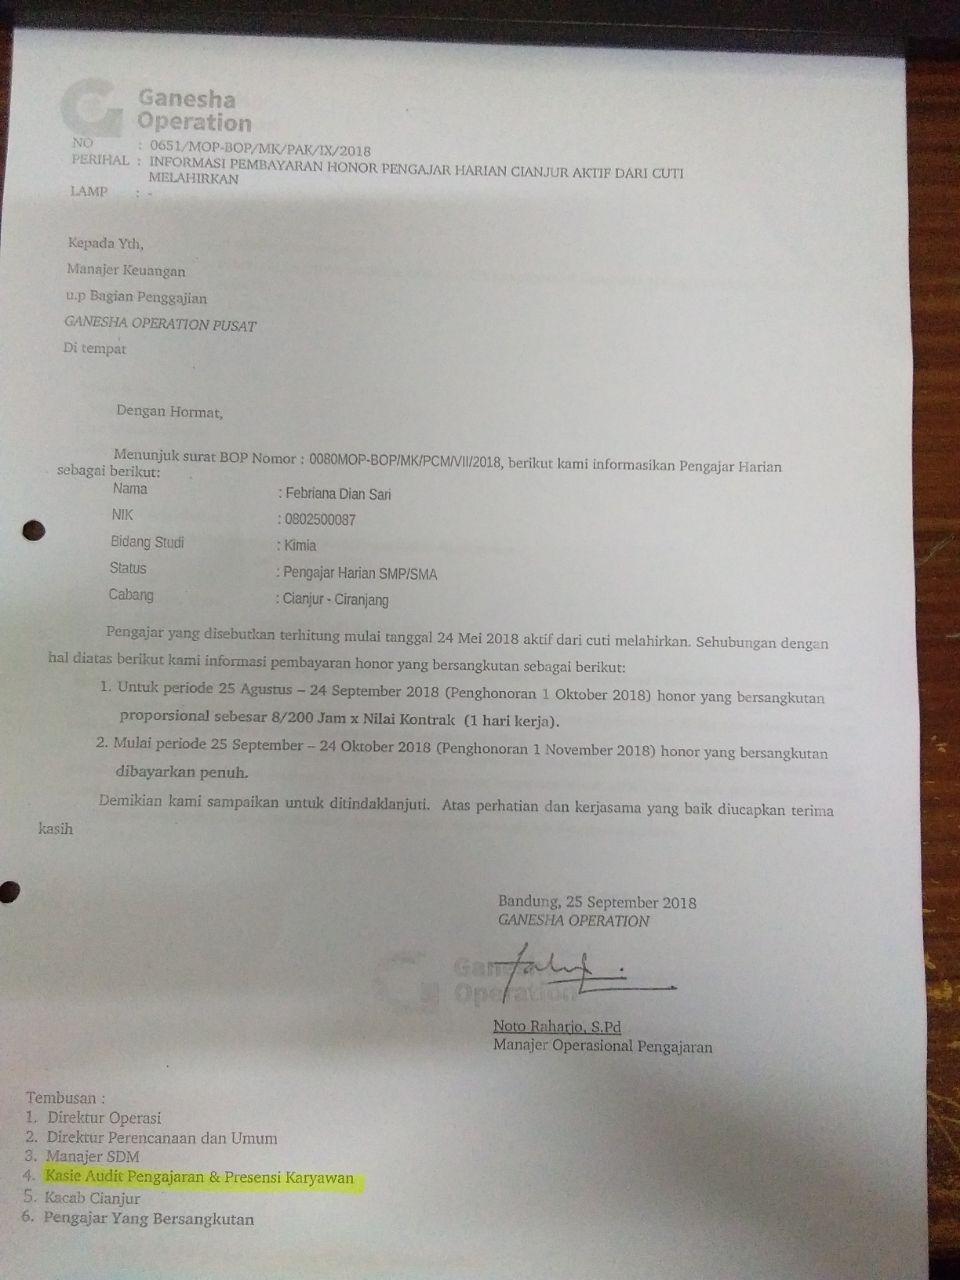 Ganesha
Operation
NO : 0651/MOP-BOP/MK/PAK/IX/2018
PERIHAL : INFORMASI PEMBAYARAN HONOR PENGAJAR HARIAN CIANJUR AKTIF DARI CUTI
MELAHIRKAN
LAMP : -
Kepada Yth,
Manajer Keuangan
u.p Bagian Penggajian
GANESHA OPERATION PUSAT
Di tempat
Dengan Hormat,
Menunjuk surat BOP Nomor : 0080MOP-BOP/MK/PCM/VII/2018, berikut kami informasikan Pengajar Harian
sebagai berikut:
Nama : Febriana Dian Sari
NIK : 0802500087
Bidang Studi : Kimia
Status : Pengajar Harian SMP/SMA
Cabang : Cianjur - Ciranjang
Pengajar yang disebutkan terhitung mulai tanggal 24 Mei 2018 aktif dari cuti melahirkan. Sehubungan dengan
hal diatas berikut kami informasi pembayaran honor yang bersangkutan sebagai berikut:
1. Untuk periode 25 Agustus – 24 September 2018 (Penghonoran 1 Oktober 2018) honor yang bersangkutan
proporsional sebesar 8/200 Jam x Nilai Kontrak (1 hari kerja).
2. Mulai periode 25 September – 24 Oktober 2018 (Penghonoran 1 November 2018) honor yang bersangkutan
dibayarkan penuh.
Demikian kami sampaikan untuk ditindaklanjuti. Atas perhatian dan kerjasama yang baik diucapkan terima
kasih
Bandung, 25 September 2018
GANESHA OPERATION
Ganesha
Operation
Noto Raharjo, S.Pd
Manajer Operasional Pengajaran
Tembusan :
1. Direktur Operasi
2. Direktur Perencanaan dan Umum
3. Manajer SDM
4. Kasie Audit Pengajaran & Presensi Karyawan
5. Kacab Cianjur
6. Pengajar Yang Bersangkutan